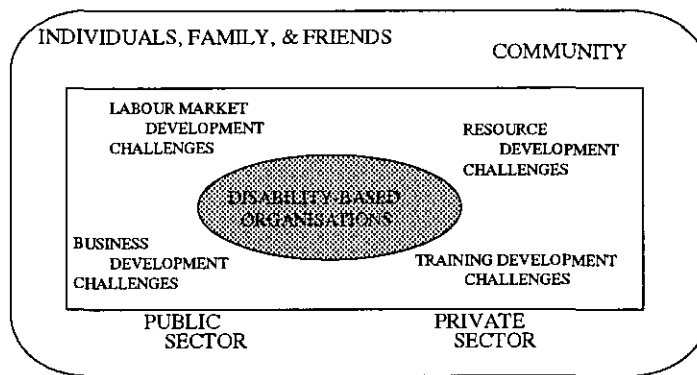 INDIVIDUALS, FAMILY, & FRIENDS
COMMUNITY
LABOUR MARKET
DEVELOPMENT
CHALLENGES
RESOURCE
DEVELOPMENT
CHALLENGES
DISABILITY-BASED
ORGANISATIONS
BUSINESS
DEVELOPMENT
CHALLENGES
TRAINING DEVELOPMENT
CHALLENGES
PUBLIC
SECTOR
PRIVATE
SECTOR